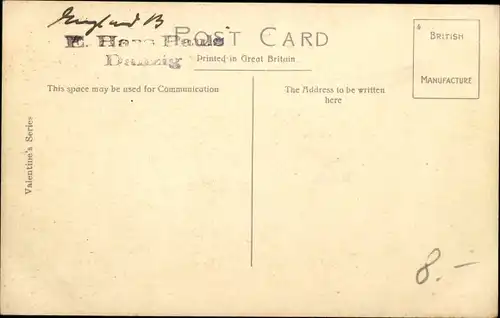 England B
POST CARD
Printed in Great Britain
Danzig
This space may be used for Communication
The Address to be written
here
BRITISH
MANUFACTURE
Valentine's Series
8.-